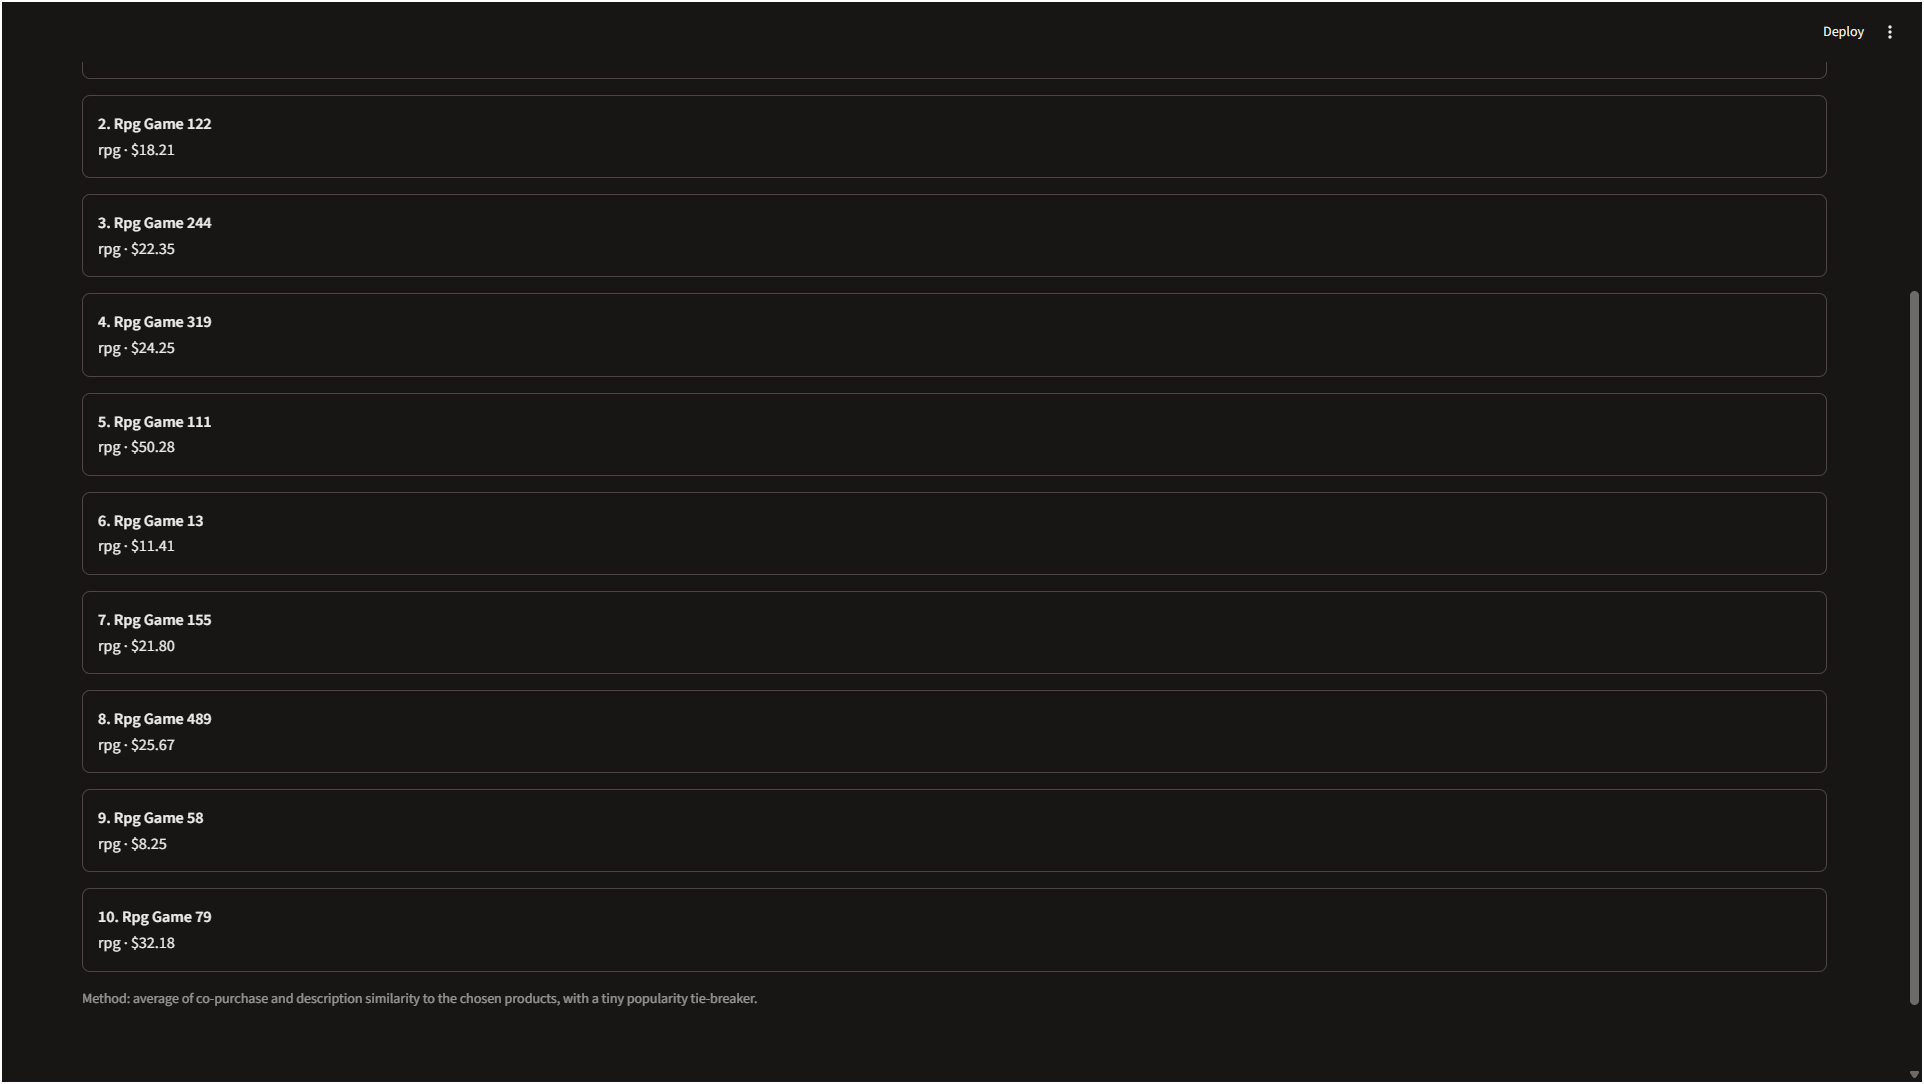 Deploy
2. Rpg Game 122
rpg · $18.21
3. Rpg Game 244
rpg · $22.35
4. Rpg Game 319
rpg · $24.25
5. Rpg Game 111
rpg · $50.28
6. Rpg Game 13
rpg · $11.41
7. Rpg Game 155
rpg · $21.80
8. Rpg Game 489
rpg · $25.67
9. Rpg Game 58
rpg · $8.25
10. Rpg Game 79
rpg · $32.18
Method: average of co-purchase and description similarity to the chosen products, with a tiny popularity tie-breaker.